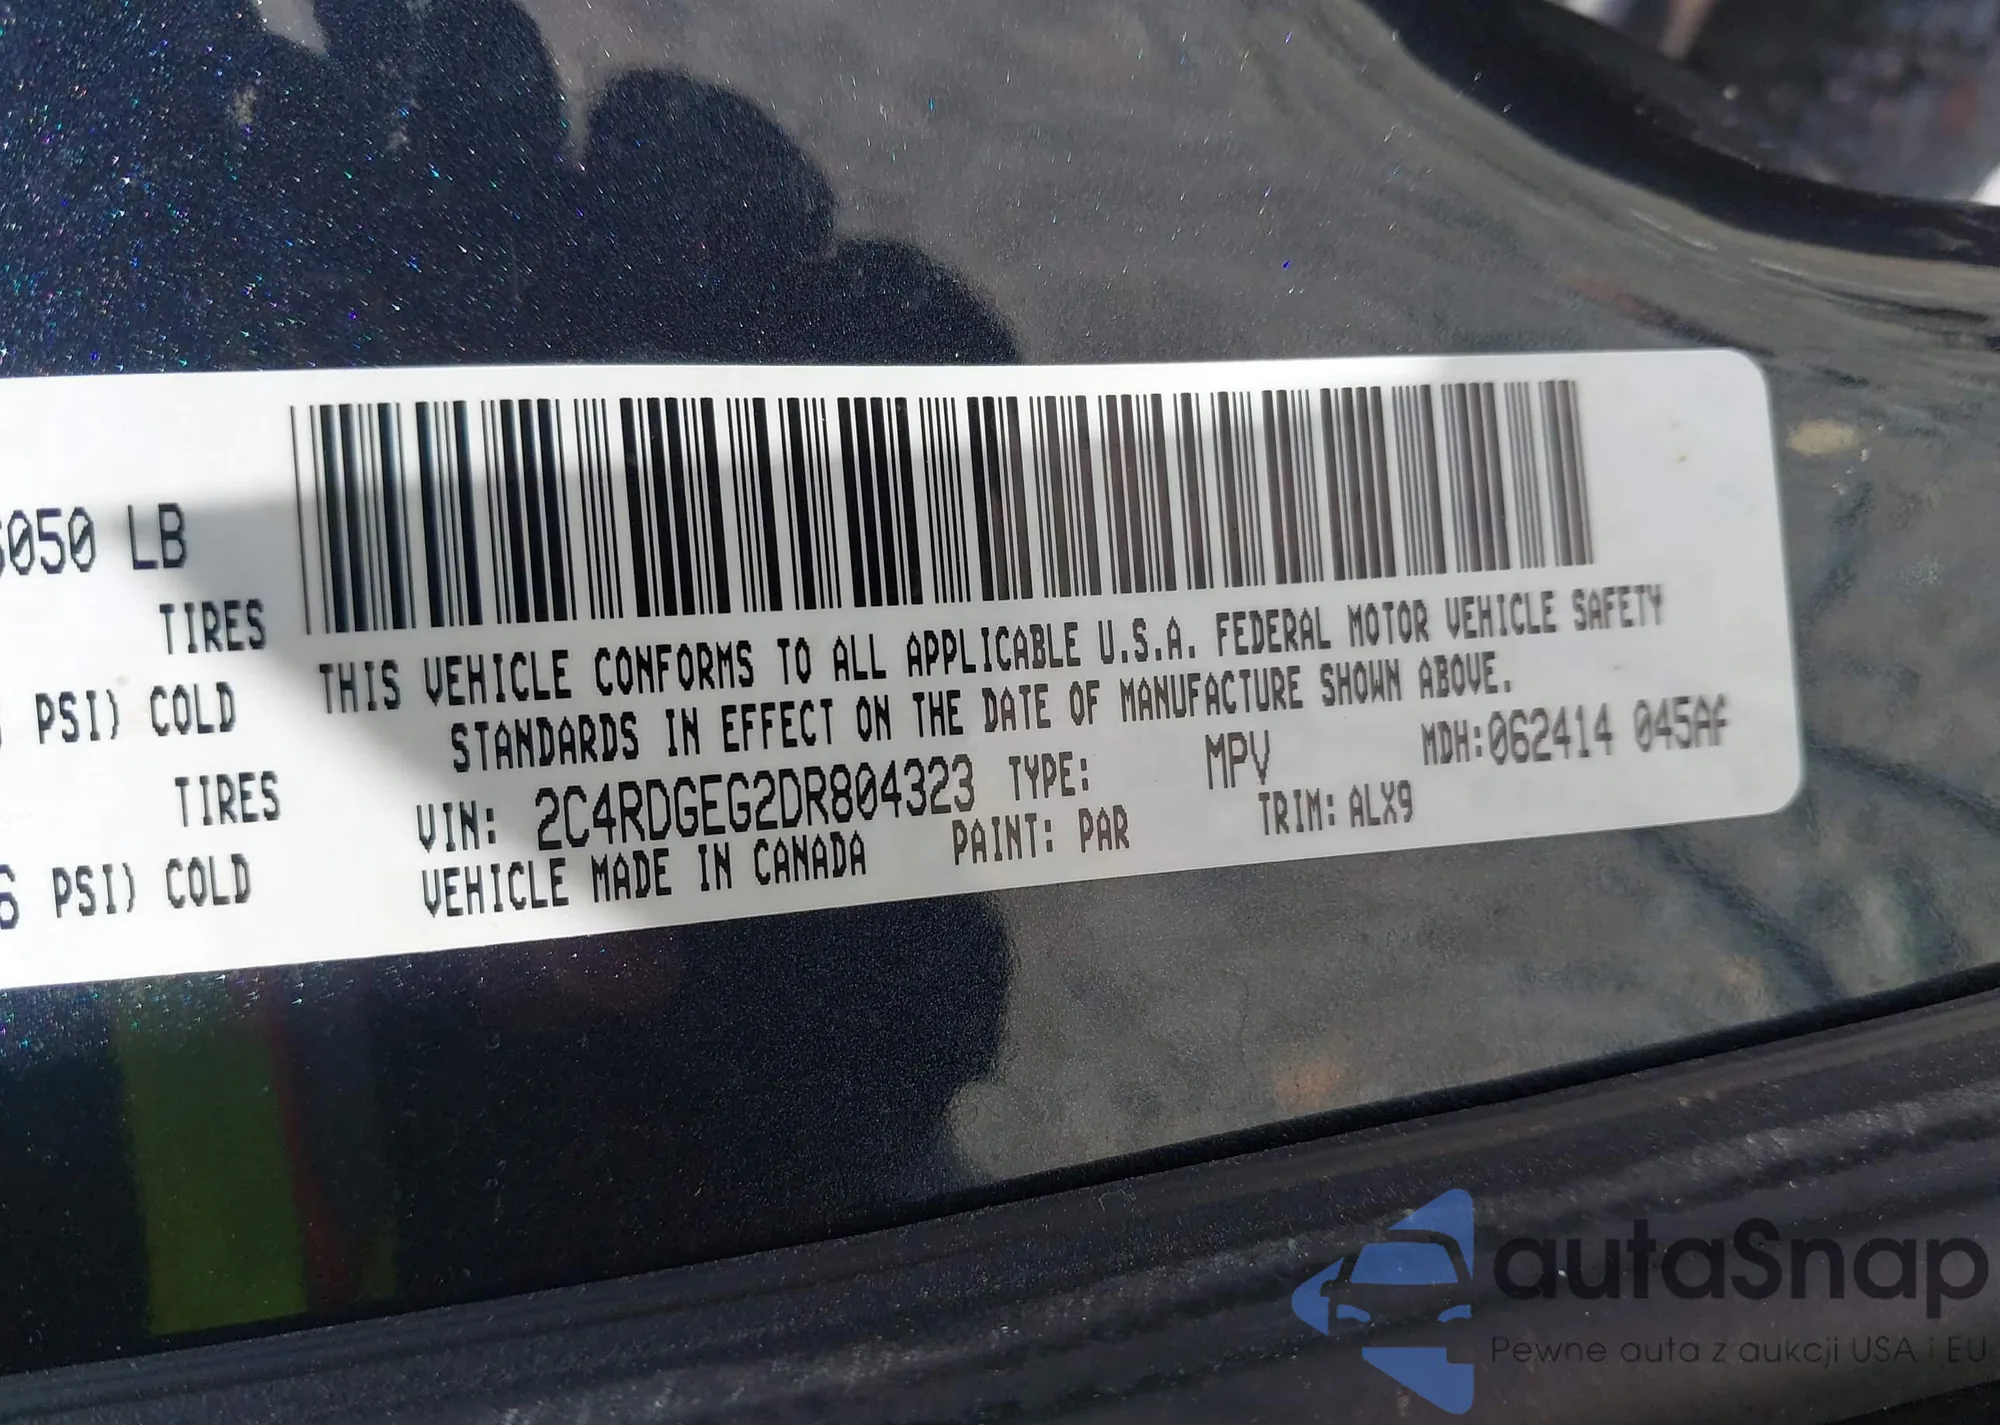 050 LB
TIRES
PSI) COLD
TIRES
6 PSI) COLD
THIS VEHICLE CONFORMS TO ALL APPLICABLE U.S.A. FEDERAL MOTOR VEHICLE SAFETY
STANDARDS IN EFFECT ON THE DATE OF MANUFACTURE SHOWN ABOVE.
VIN: 2C4RDGEG2DR804323 TYPE: MPV MDH:062414 045AF
VEHICLE MADE IN CANADA PAINT: PAR TRIM: ALX9
autaSnap
Pewne auta z aukcji USA i EU